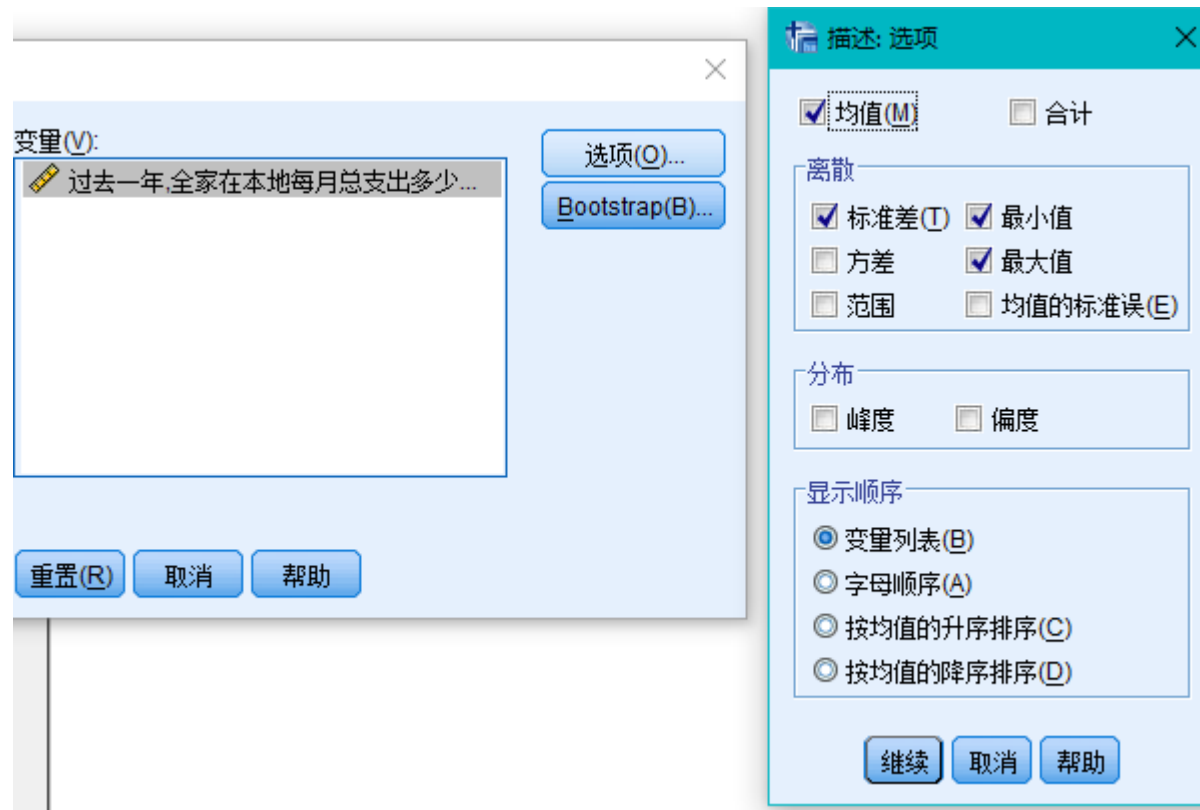 变量(V):
过去一年,全家在本地每月总支出多少...
选项(O)...
Bootstrap(B)...
重置(R)
取消
帮助
描述: 选项
均值(M)
合计
离散
标准差(T)
最小值
方差
最大值
范围
均值的标准误(E)
分布
峰度
偏度
显示顺序
变量列表(B)
字母顺序(A)
按均值的升序排序(C)
按均值的降序排序(D)
继续
取消
帮助